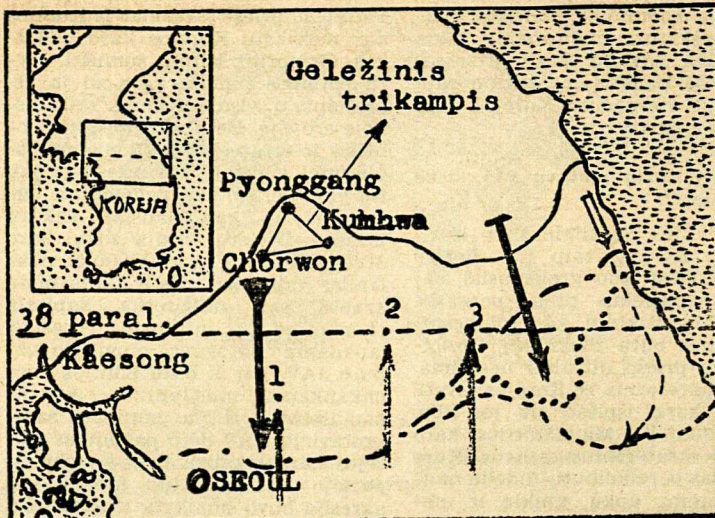 Geležinis
trikampis
KOREJA
Pyonggang
Kumhwa
Chorwon
38 paral.
2
3
Kaesong
1
SEOUL